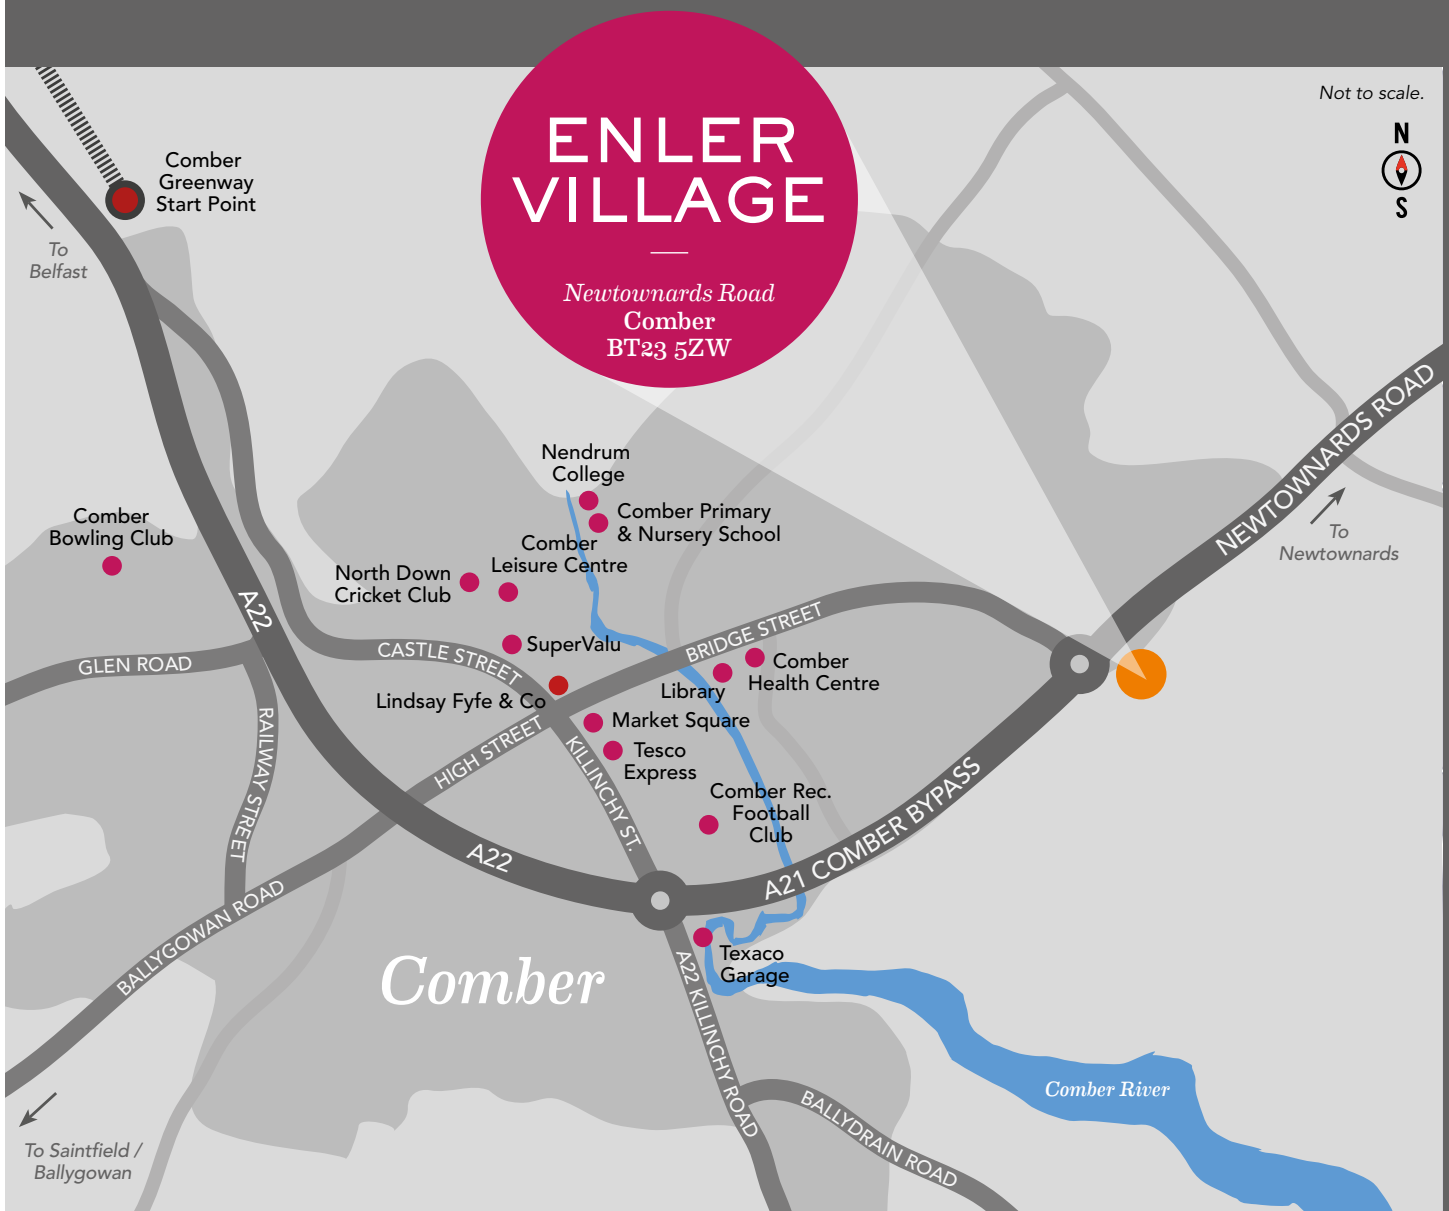 ENLER
VILLAGE
Newtownards Road
Comber
BT23 5ZW
Not to scale.
N
S
Comber
Greenway
Start Point
To
Belfast
NEWTOWNARDS ROAD
To
Newtownards
Nendrum
College
Comber Primary
& Nursery School
Comber
Bowling Club
Comber
Leisure Centre
North Down
Cricket Club
A22
GLEN ROAD
CASTLE STREET
SuperValu
BRIDGE STREET
Comber
Health Centre
Library
Lindsay Fyfe & Co
Market Square
RAILWAY STREET
HIGH STREET
KILLINCHY ST.
Tesco
Express
Comber Rec.
Football
Club
A22
A21 COMBER BYPASS
BALLYGOWAN ROAD
Comber
Texaco
Garage
A22 KILLINCHY ROAD
Comber River
BALLYDRAIN ROAD
To Saintfield /
Ballygowan